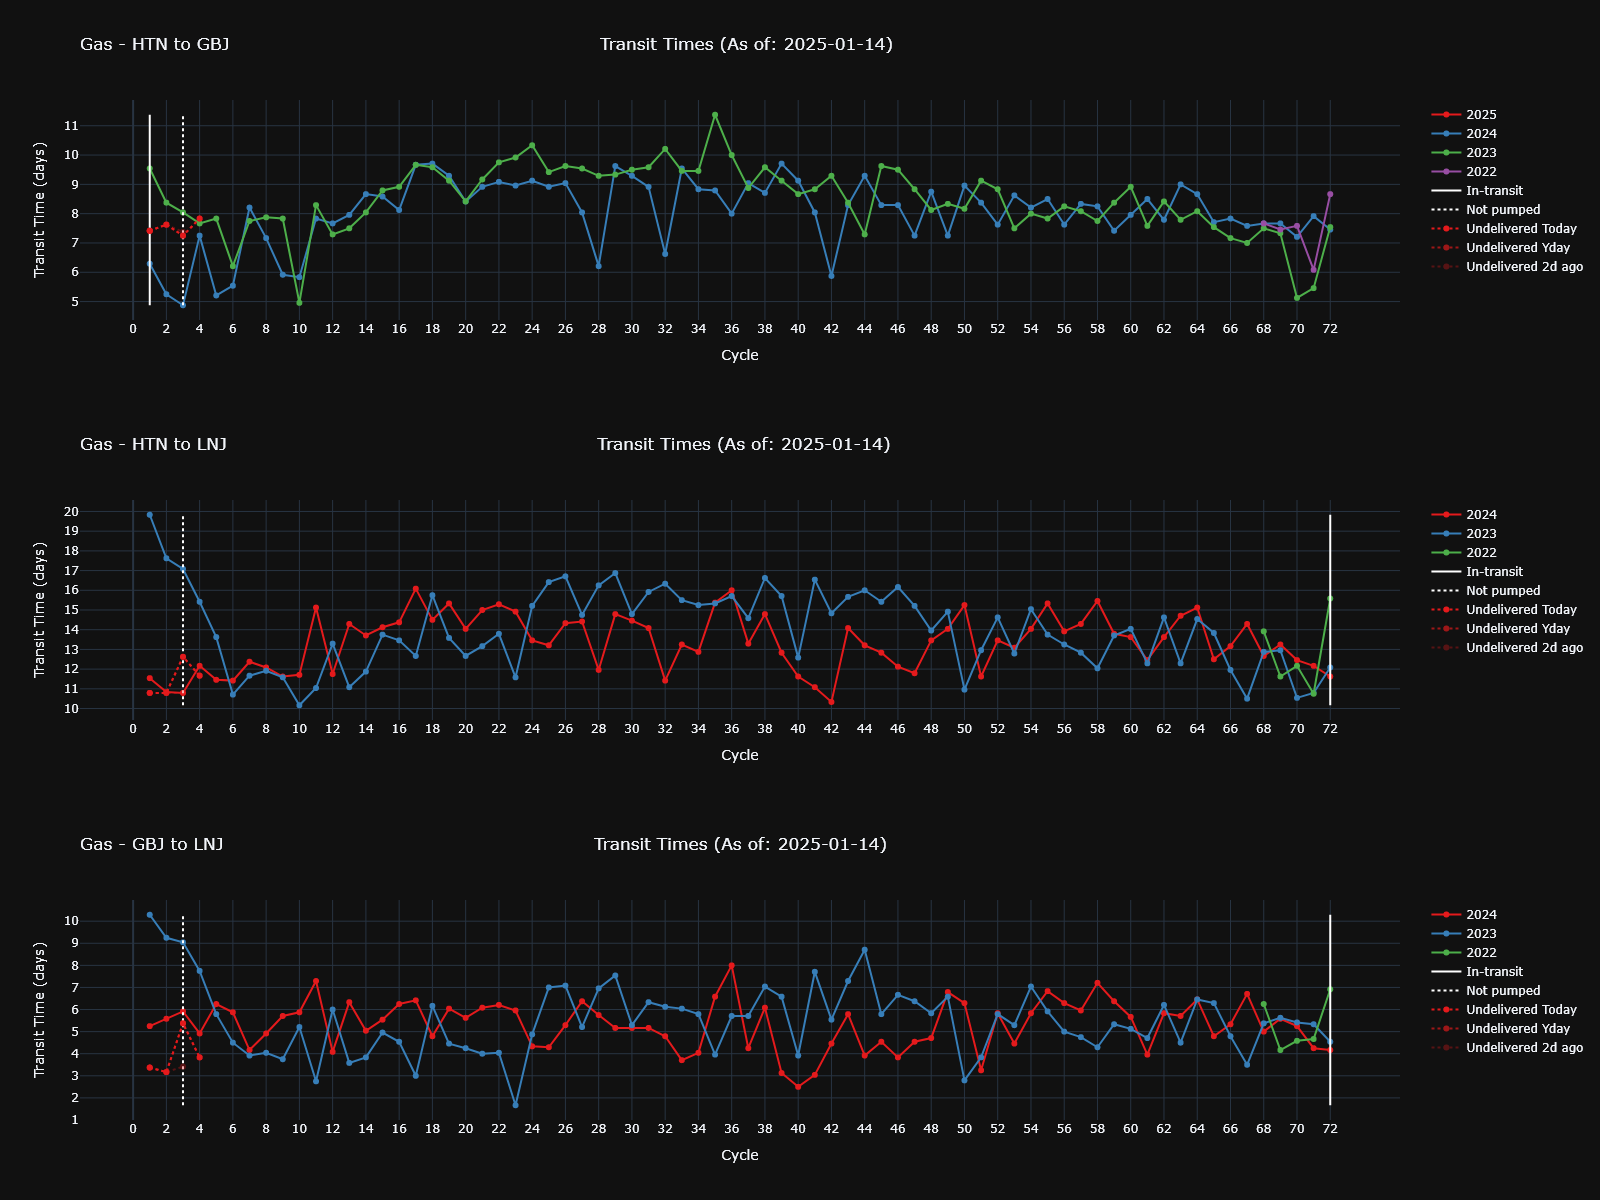 Gas - HTN to GBJ
Transit Times (As of: 2025-01-14)
Transit Time (days)
11
10
9
8
7
6
5
0 2 4 6 8 10 12 14 16 18 20 22 24 26 28 30 32 34 36 38 40 42 44 46 48 50 52 54 56 58 60 62 64 66 68 70 72
Cycle
2025
2024
2023
2022
In-transit
Not pumped
Undelivered Today
Undelivered Yday
Undelivered 2d ago
Gas - HTN to LNJ
Transit Times (As of: 2025-01-14)
Transit Time (days)
20
19
18
17
16
15
14
13
12
11
10
0 2 4 6 8 10 12 14 16 18 20 22 24 26 28 30 32 34 36 38 40 42 44 46 48 50 52 54 56 58 60 62 64 66 68 70 72
Cycle
2024
2023
2022
In-transit
Not pumped
Undelivered Today
Undelivered Yday
Undelivered 2d ago
Gas - GBJ to LNJ
Transit Times (As of: 2025-01-14)
Transit Time (days)
10
9
8
7
6
5
4
3
2
1
0 2 4 6 8 10 12 14 16 18 20 22 24 26 28 30 32 34 36 38 40 42 44 46 48 50 52 54 56 58 60 62 64 66 68 70 72
Cycle
2024
2023
2022
In-transit
Not pumped
Undelivered Today
Undelivered Yday
Undelivered 2d ago